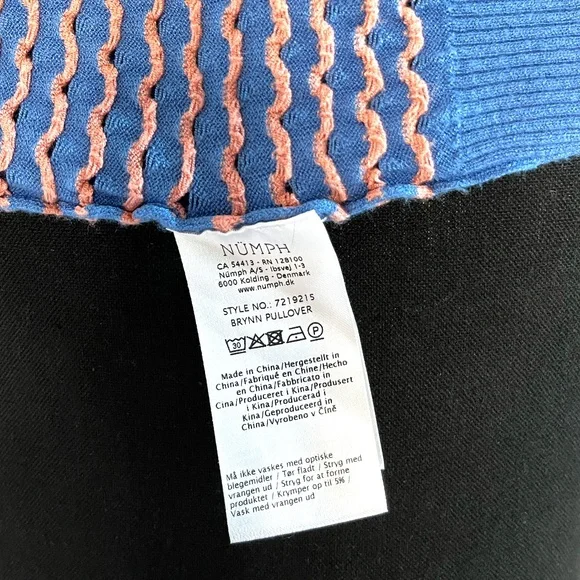 NÜMPH
CA 54413 - RN 128100
Nümph A/S - Ibsvej 1-3
6000 Kolding - Denmark
www.numph.dk
STYLE NO.: 7219215
BRYNN PULLOVER
30
P
Made in China/Hergestellt in
China/Fabriqué en Chine/Hecho
en China/Fabbricato in
China/Produceret i Kina/Produsert
i Kina/Producerad i
Kina/Geproduceerd in
China/Vyrobeno v Číně
Må ikke vaskes med optiske
blegemidler / Tør fladt / Stryg med
vrangen ud / Stryg for at forme
produktet / Krymper op til 5% /
Vask med vrangen ud